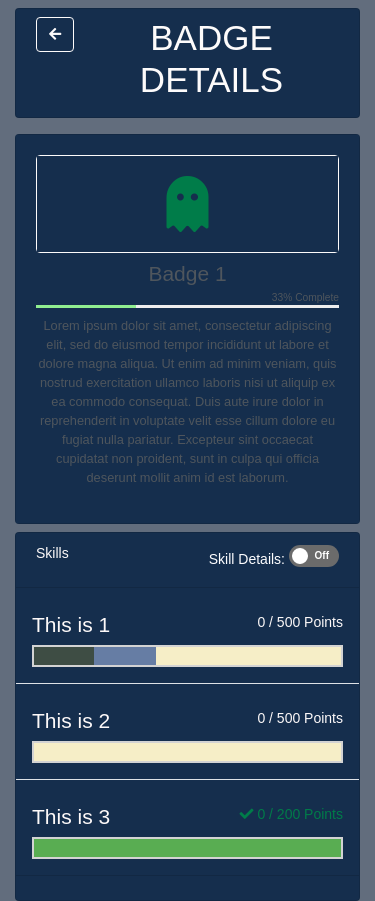 BADGE
DETAILS
Badge 1
33% Complete
Lorem ipsum dolor sit amet, consectetur adipiscing
elit, sed do eiusmod tempor incididunt ut labore et
dolore magna aliqua. Ut enim ad minim veniam, quis
nostrud exercitation ullamco laboris nisi ut aliquip ex
ea commodo consequat. Duis aute irure dolor in
reprehenderit in voluptate velit esse cillum dolore eu
fugiat nulla pariatur. Excepteur sint occaecat
cupidatat non proident, sunt in culpa qui officia
deserunt mollit anim id est laborum.
Skills
Skill Details: Off
This is 1
0 / 500 Points
This is 2
0 / 500 Points
This is 3
0 / 200 Points